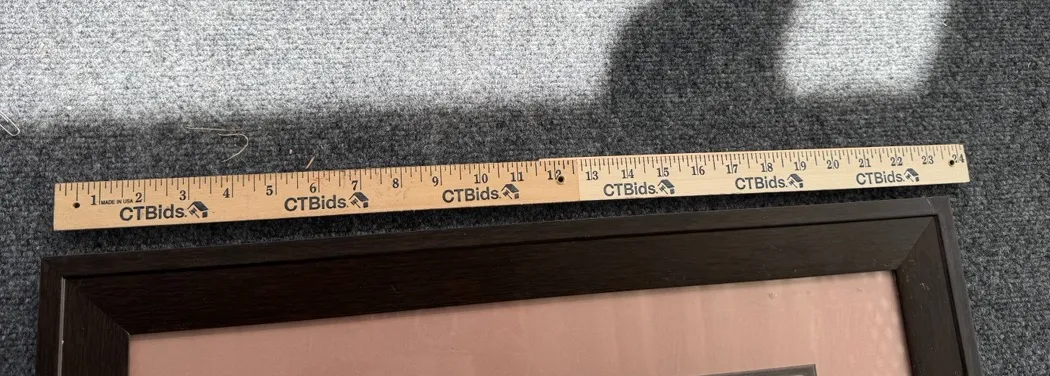 1 2 3 4 5 6 7 8 9 10 11 12 13 14 15 16 17 18 19 20 21 22 23 24
MADE IN USA
CTBids. CTBids. CTBids. CTBids. CTBids. CTBids.